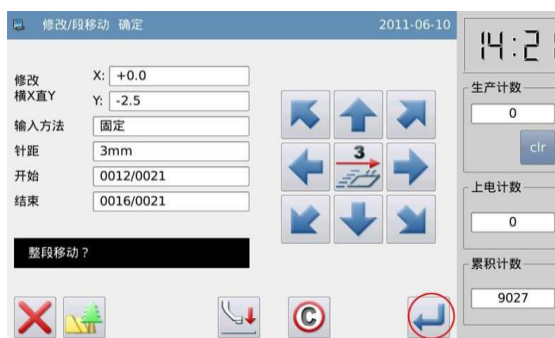 修改/段移动 确定 2011-06-10
14:2
修改
横X直Y
X: +0.0
Y: -2.5
输入方法 固定
针距 3mm
开始 0012/0021
结束 0016/0021
整段移动？
3
C
生产计数
0
clr
上电计数
0
累积计数
9027